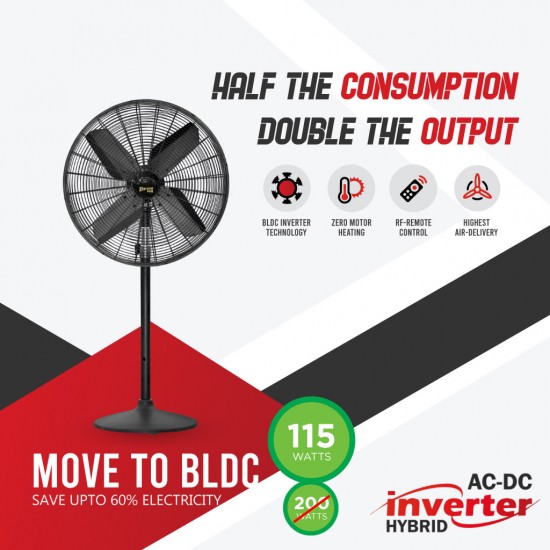 HALF THE CONSUMPTION
DOUBLE THE OUTPUT
BLDC INVERTER
TECHNOLOGY
ZERO MOTOR
HEATING
RF-REMOTE
CONTROL
HIGHEST
AIR-DELIVERY
115
WATTS
MOVE TO BLDC
SAVE UPTO 60% ELECTRICITY
200
WATTS
AC-DC
inverter
HYBRID